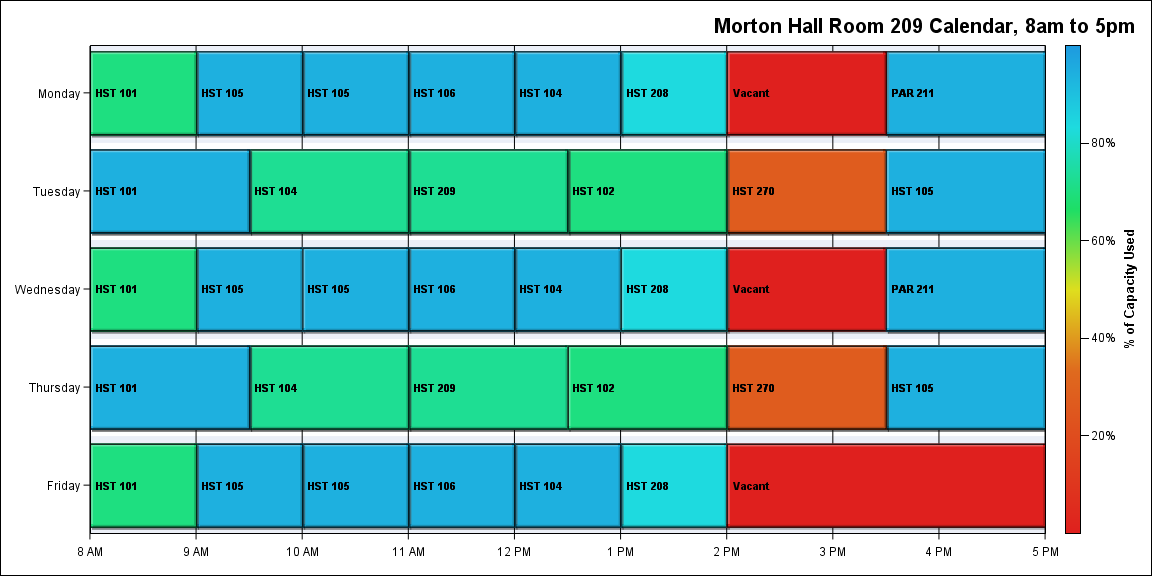 Morton Hall Room 209 Calendar, 8am to 5pm
Monday
HST 101
HST 105
HST 105
HST 106
HST 104
HST 208
Vacant
PAR 211
Tuesday
HST 101
HST 104
HST 209
HST 102
HST 270
HST 105
Wednesday
HST 101
HST 105
HST 105
HST 106
HST 104
HST 208
Vacant
PAR 211
Thursday
HST 101
HST 104
HST 209
HST 102
HST 270
HST 105
Friday
HST 101
HST 105
HST 105
HST 106
HST 104
HST 208
Vacant
8 AM
9 AM
10 AM
11 AM
12 PM
1 PM
2 PM
3 PM
4 PM
5 PM
80%
60%
40%
20%
% of Capacity Used